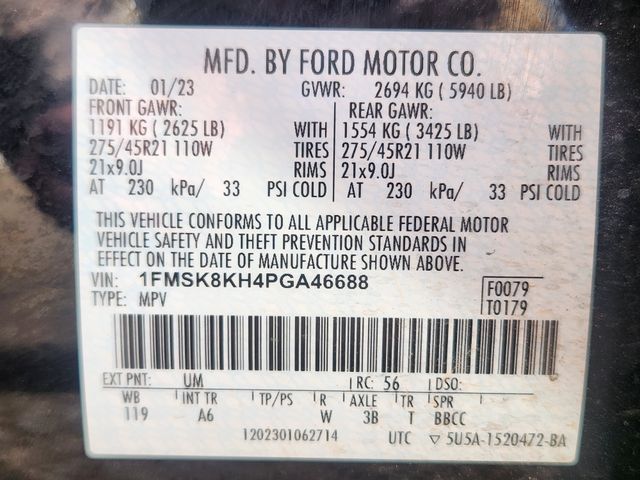 MFD. BY FORD MOTOR CO.
DATE: 01/23 GVWR: 2694 KG ( 5940 LB)
FRONT GAWR: REAR GAWR:
1191 KG ( 2625 LB) WITH 1554 KG ( 3425 LB) WITH
275/45R21 110W TIRES 275/45R21 110W TIRES
21x9.0J RIMS 21x9.0J RIMS
AT 230 kPa/ 33 PSI COLD AT 230 kPa/ 33 PSI COLD
THIS VEHICLE CONFORMS TO ALL APPLICABLE FEDERAL MOTOR
VEHICLE SAFETY AND THEFT PREVENTION STANDARDS IN
EFFECT ON THE DATE OF MANUFACTURE SHOWN ABOVE.
VIN: 1FMSK8KH4PGA46688 F0079
TYPE: MPV T0179
EXT PNT: UM RC: 56 DSO:
WB INT TR TP/PS R AXLE TR SPR
119 A6 W 3B T BBCC
1202301062714 UTC 5U5A-1520472-BA